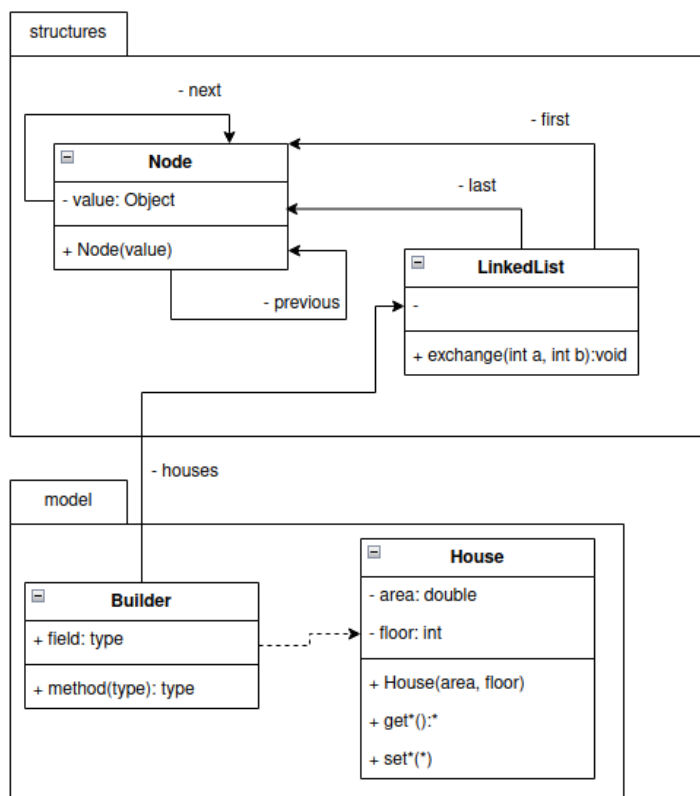 structures
- next
- first
Node
- value: Object
- last
+ Node(value)
LinkedList
- previous
-
+ exchange(int a, int b):void
- houses
model
House
Builder
- area: double
+ field: type
- floor: int
+ method(type): type
+ House(area, floor)
+ get*():*
+ set*(*)